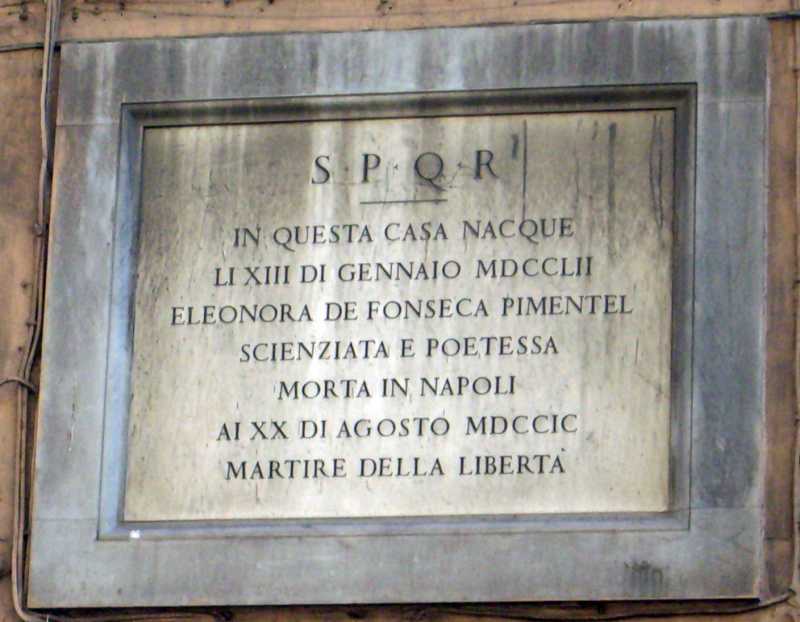 S·P·Q·R
IN QUESTA CASA NACQUE
LI XIII DI GENNAIO MDCCLII
ELEONORA DE FONSECA PIMENTEL
SCIENZIATA E POETESSA
MORTA IN NAPOLI
AI XX DI AGOSTO MDCCIC
MARTIRE DELLA LIBERTÀ